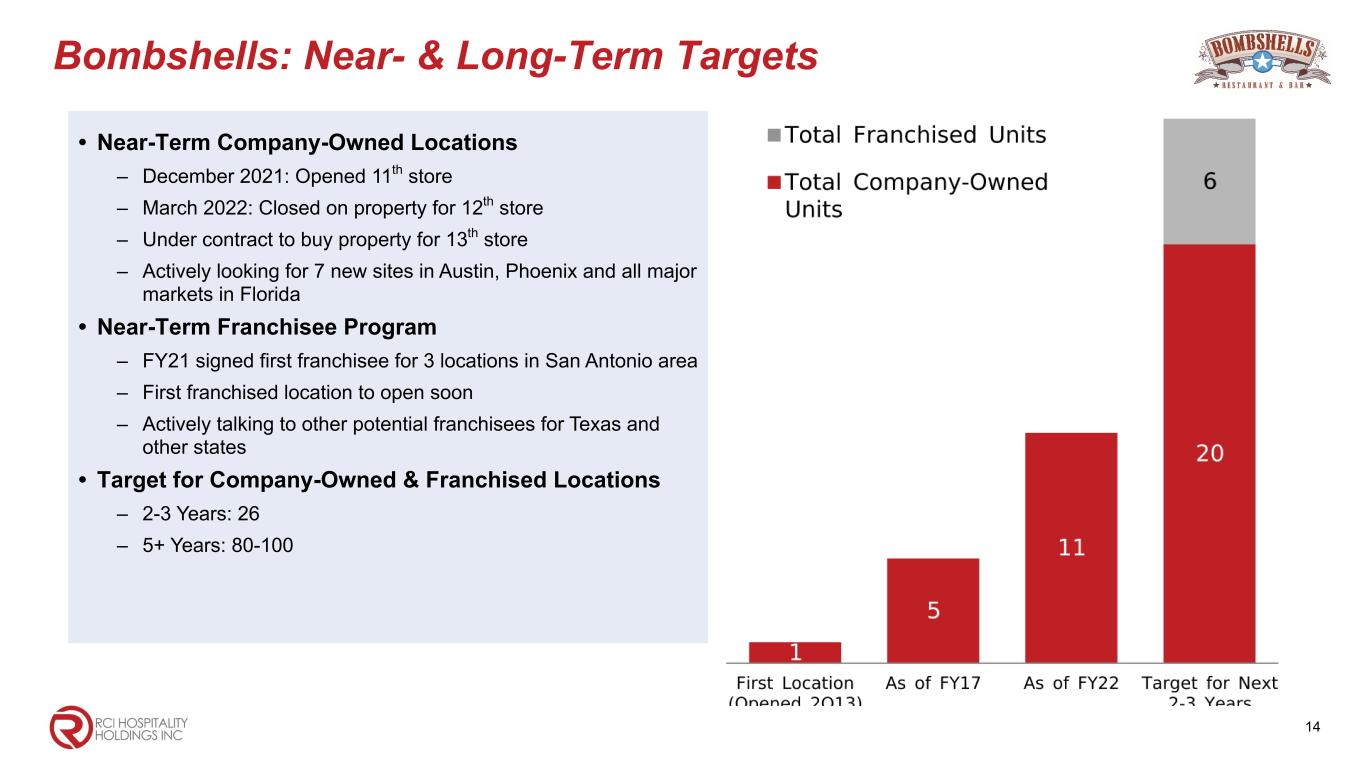 Bombshells: Near- & Long-Term Targets
BOMBSHELLS
RESTAURANT & BAR
• Near-Term Company-Owned Locations
– December 2021: Opened 11th store
– March 2022: Closed on property for 12th store
– Under contract to buy property for 13th store
– Actively looking for 7 new sites in Austin, Phoenix and all major
markets in Florida
• Near-Term Franchisee Program
– FY21 signed first franchisee for 3 locations in San Antonio area
– First franchised location to open soon
– Actively talking to other potential franchisees for Texas and
other states
• Target for Company-Owned & Franchised Locations
– 2-3 Years: 26
– 5+ Years: 80-100
Total Franchised Units
Total Company-Owned
Units
6
20
11
5
1
First Location
(Opened 2Q13)
As of FY17
As of FY22
Target for Next
2-3 Years
RCI HOSPITALITY
HOLDINGS INC
14